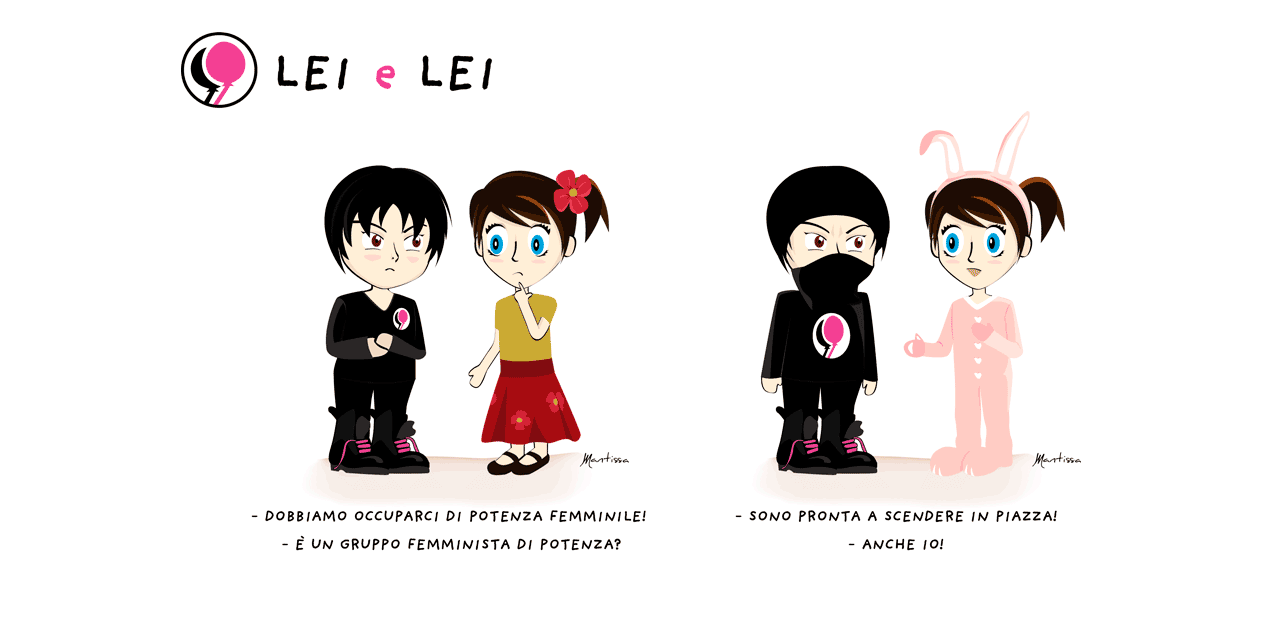 LEI e LEI
Martissa
Martissa
- DOBBIAMO OCCUPARCI DI POTENZA FEMMINILE!
- È UN GRUPPO FEMMINISTA DI POTENZA?
- SONO PRONTA A SCENDERE IN PIAZZA!
- ANCHE IO!